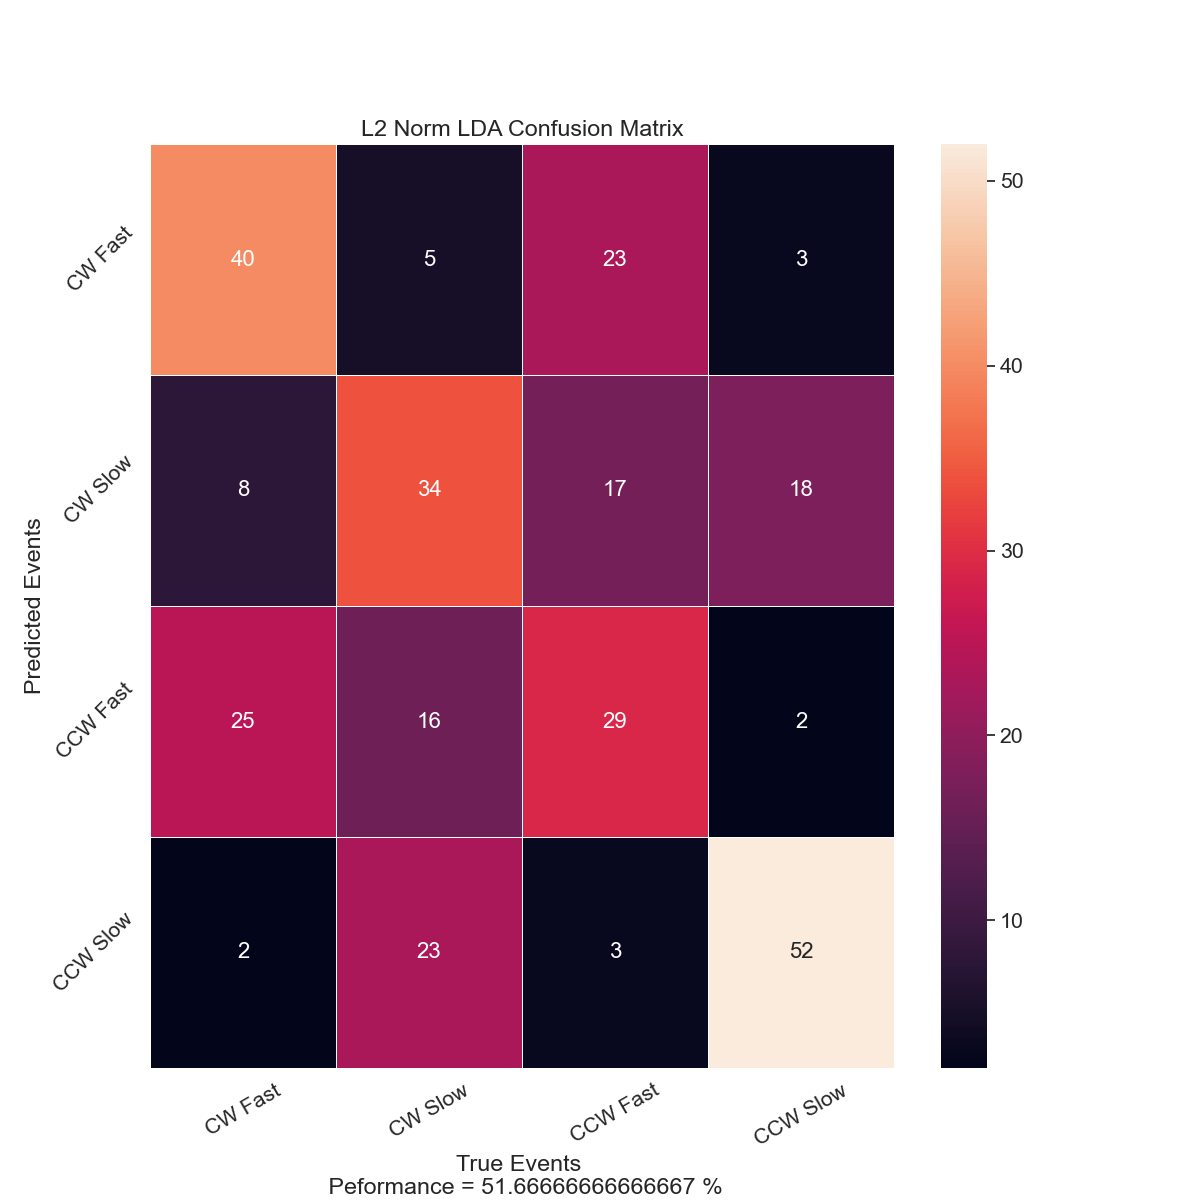 L2 Norm LDA Confusion Matrix
CW Fast
40 5 23 3
CW Slow
8 34 17 18
CCW Fast
25 16 29 2
CCW Slow
2 23 3 52
Predicted Events
CW Fast CW Slow CCW Fast CCW Slow
True Events
Peformance = 51.66666666666667 %
50
40
30
20
10